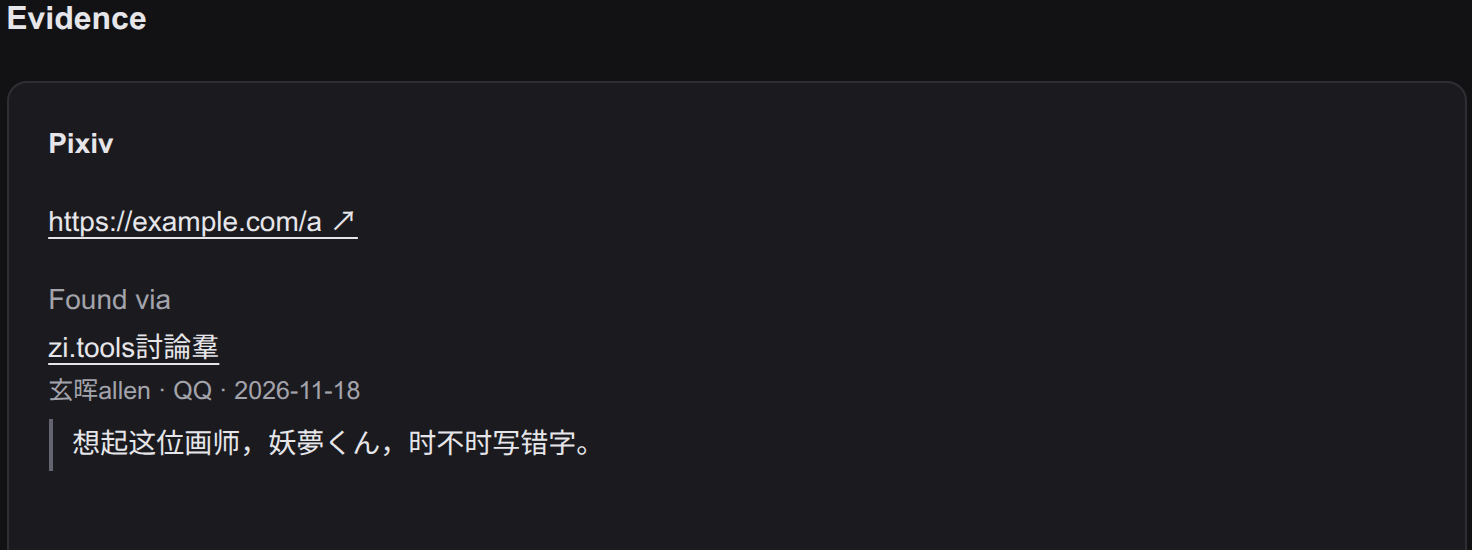 Evidence
Pixiv
https://example.com/a ↗
Found via
zi.tools討論羣
玄晖allen · QQ · 2026-11-18
想起这位画师，妖夢くん，时不时写错字。